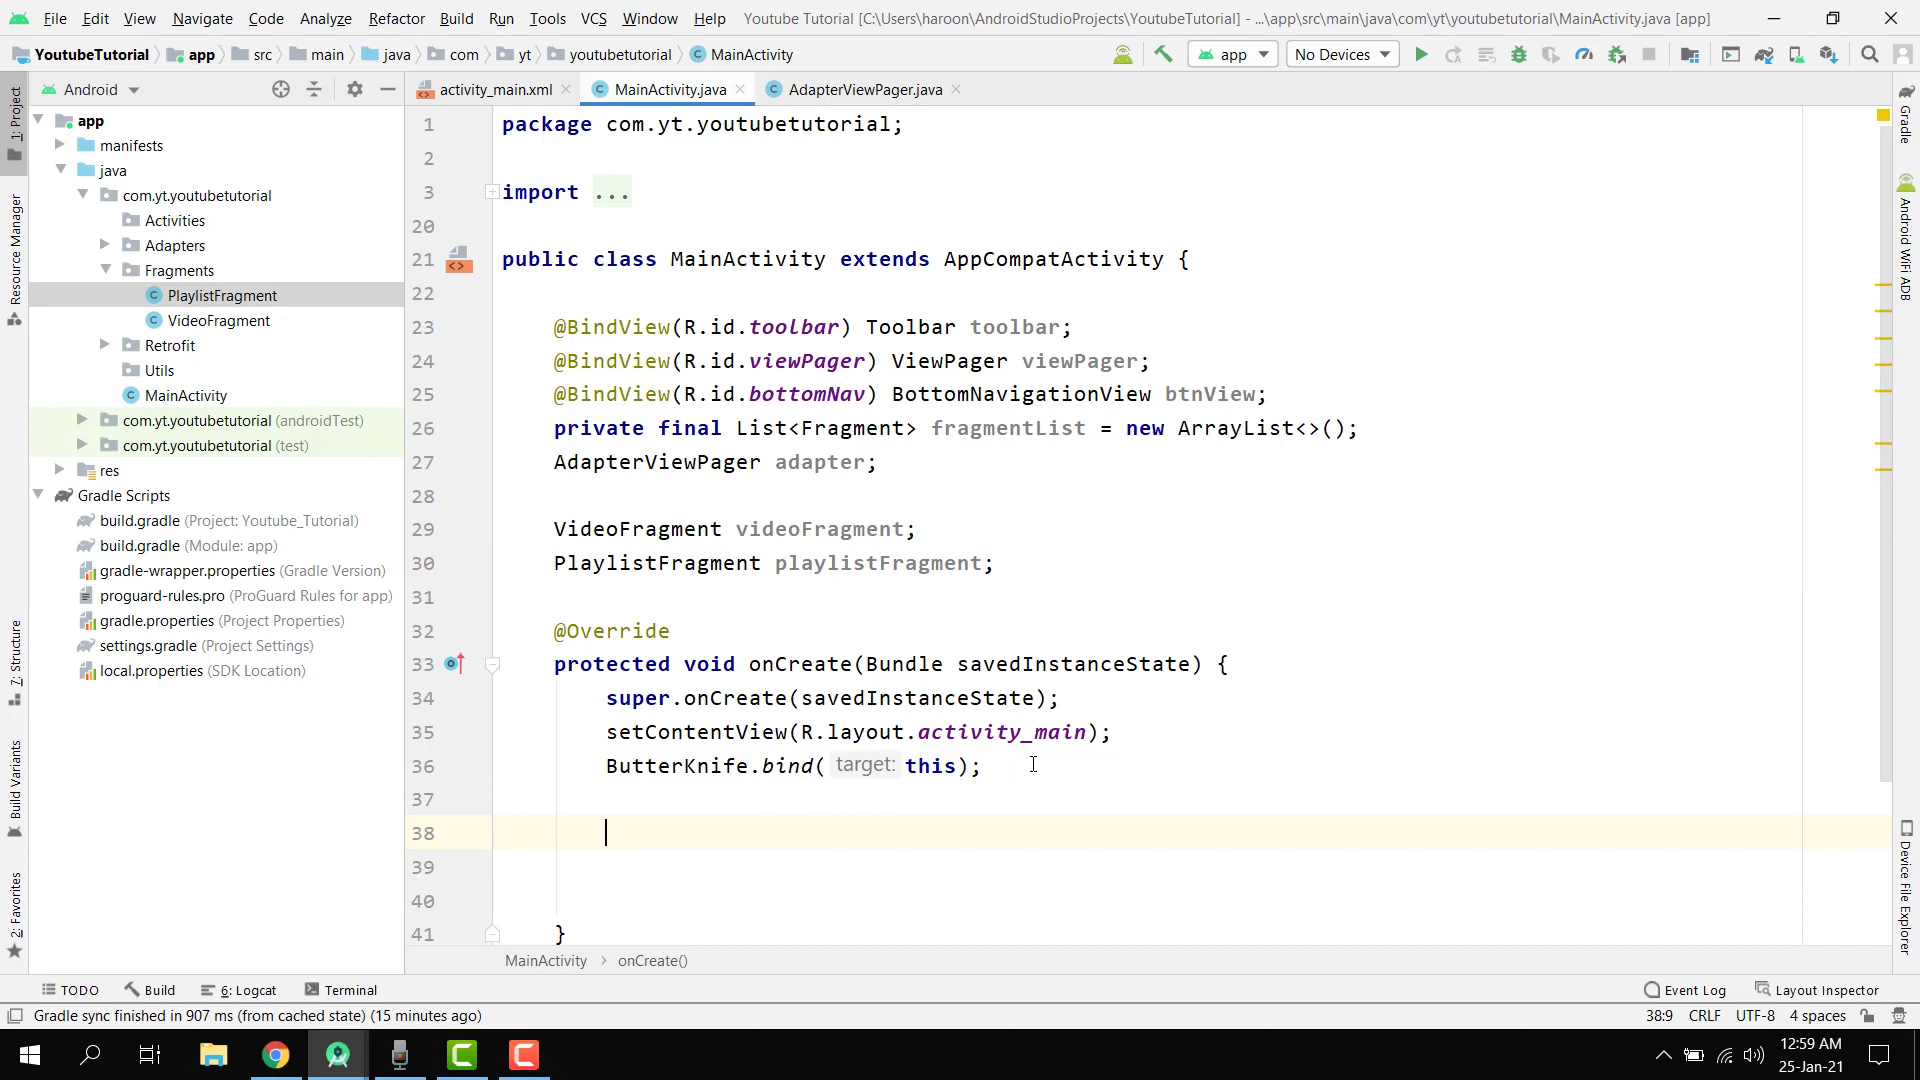 File Edit View Navigate Code Analyze Refactor Build Run Tools VCS Window Help Youtube Tutorial [C:\Users\haroon\AndroidStudioProjects\YoutubeTutorial] - ...\app\src\main\java\com\yt\youtubetutorial\MainActivity.java [app]
YoutubeTutorial app src main java com yt youtubetutorial MainActivity app No Devices
Android activity_main.xml MainActivity.java AdapterViewPager.java
1: Project
Resource Manager
7: Structure
Build Variants
2: Favorites
app
manifests
java
com.yt.youtubetutorial
Activities
Adapters
Fragments
PlaylistFragment
VideoFragment
Retrofit
Utils
MainActivity
com.yt.youtubetutorial (androidTest)
com.yt.youtubetutorial (test)
res
Gradle Scripts
build.gradle (Project: Youtube_Tutorial)
build.gradle (Module: app)
gradle-wrapper.properties (Gradle Version)
proguard-rules.pro (ProGuard Rules for app)
gradle.properties (Project Properties)
settings.gradle (Project Settings)
local.properties (SDK Location)
1 package com.yt.youtubetutorial;
2
3 import ...
20
21 public class MainActivity extends AppCompatActivity {
22
23 @BindView(R.id.toolbar) Toolbar toolbar;
24 @BindView(R.id.viewPager) ViewPager viewPager;
25 @BindView(R.id.bottomNav) BottomNavigationView btnView;
26 private final List<Fragment> fragmentList = new ArrayList<>();
27 AdapterViewPager adapter;
28
29 VideoFragment videoFragment;
30 PlaylistFragment playlistFragment;
31
32 @Override
33 protected void onCreate(Bundle savedInstanceState) {
34 super.onCreate(savedInstanceState);
35 setContentView(R.layout.activity_main);
36 ButterKnife.bind( target: this);
37
38
39
40
41 }
MainActivity › onCreate()
Gradle
Android WiFi ADB
Device File Explorer
TODO Build 6: Logcat Terminal Event Log Layout Inspector
Gradle sync finished in 907 ms (from cached state) (15 minutes ago) 38:9 CRLF UTF-8 4 spaces
12:59 AM
25-Jan-21